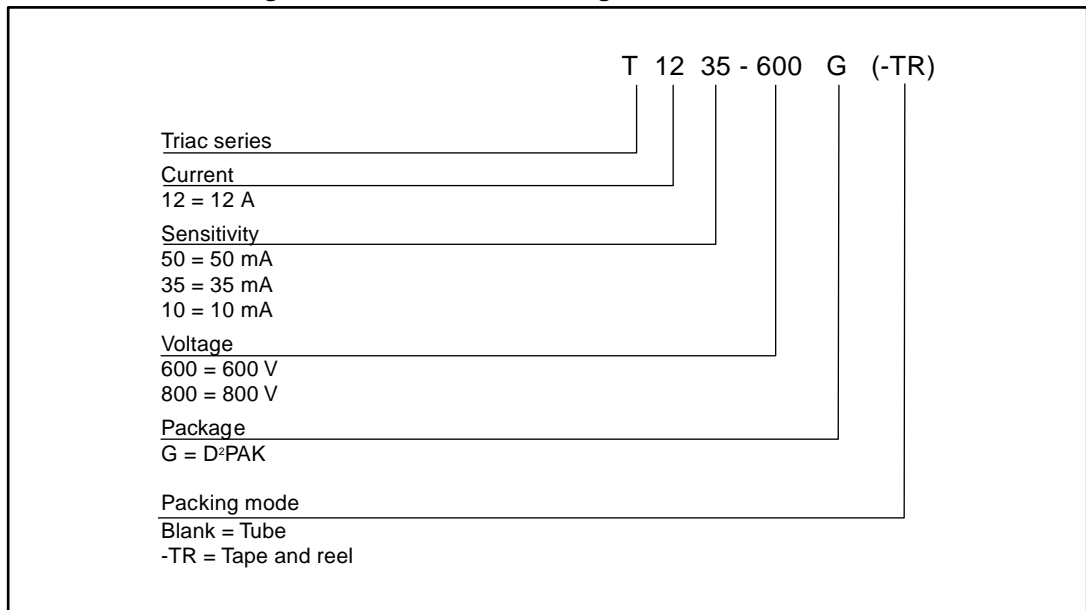 T 12 35 - 600 G (-TR)
Triac series
Current
12 = 12 A
Sensitivity
50 = 50 mA
35 = 35 mA
10 = 10 mA
Voltage
600 = 600 V
800 = 800 V
Package
G = D²PAK
Packing mode
Blank = Tube
-TR = Tape and reel